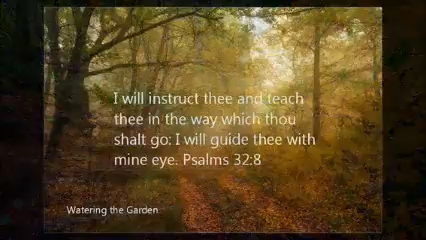 I will instruct thee and teach
thee in the way which thou
shalt go: I will guide thee with
mine eye. Psalms 32:8
Watering the Garden